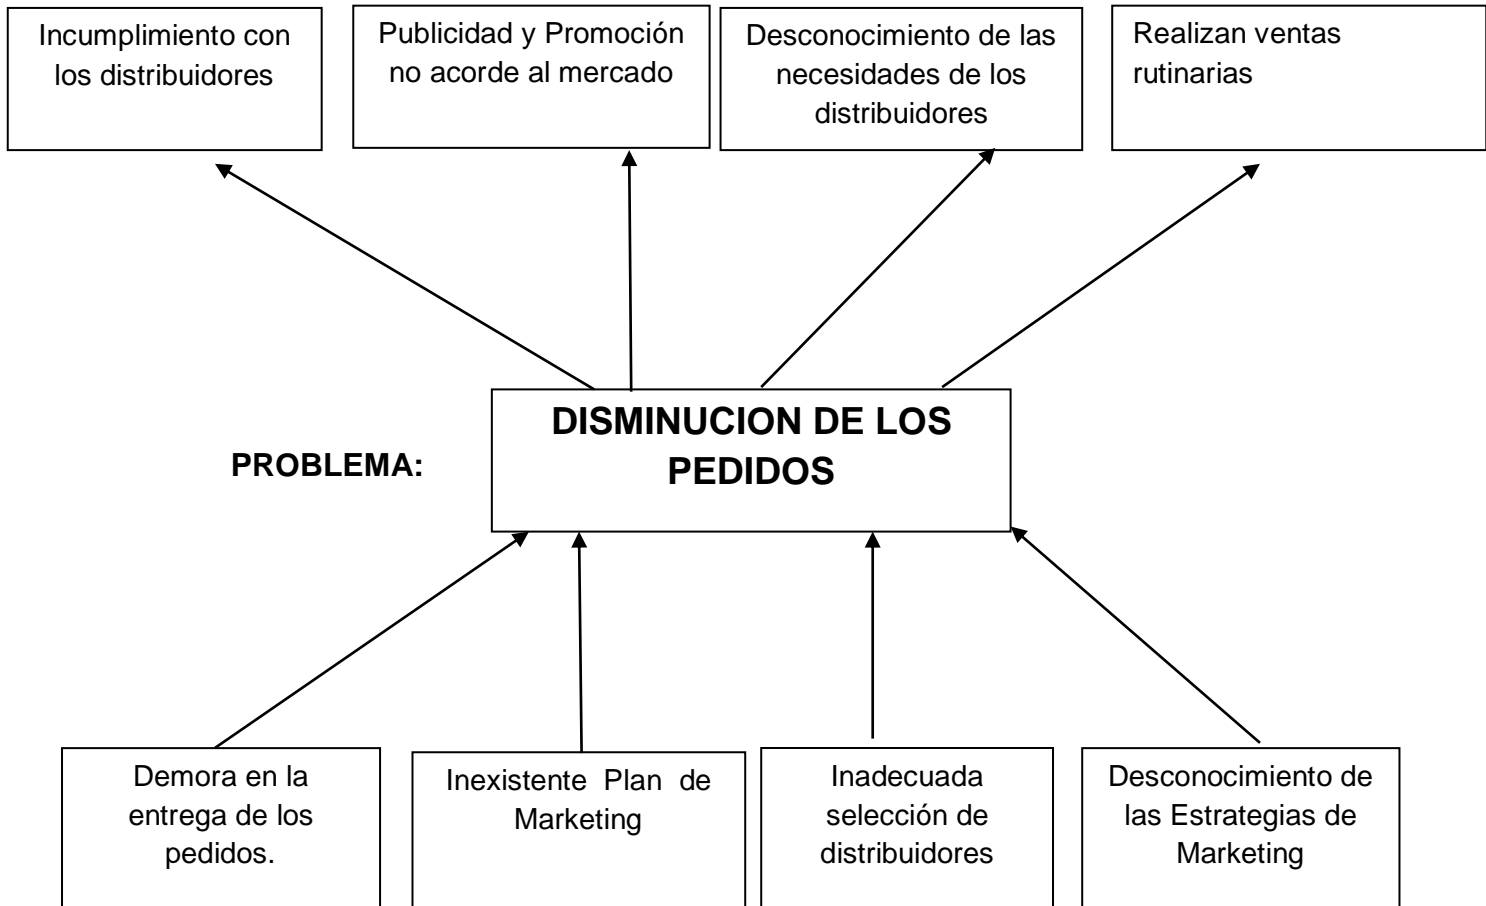 Incumplimiento con
los distribuidores
Publicidad y Promoción
no acorde al mercado
Desconocimiento de las
necesidades de los
distribuidores
Realizan ventas
rutinarias
PROBLEMA:
DISMINUCION DE LOS
PEDIDOS
Demora en la
entrega de los
pedidos.
Inexistente Plan de
Marketing
Inadecuada
selección de
distribuidores
Desconocimiento de
las Estrategias de
Marketing